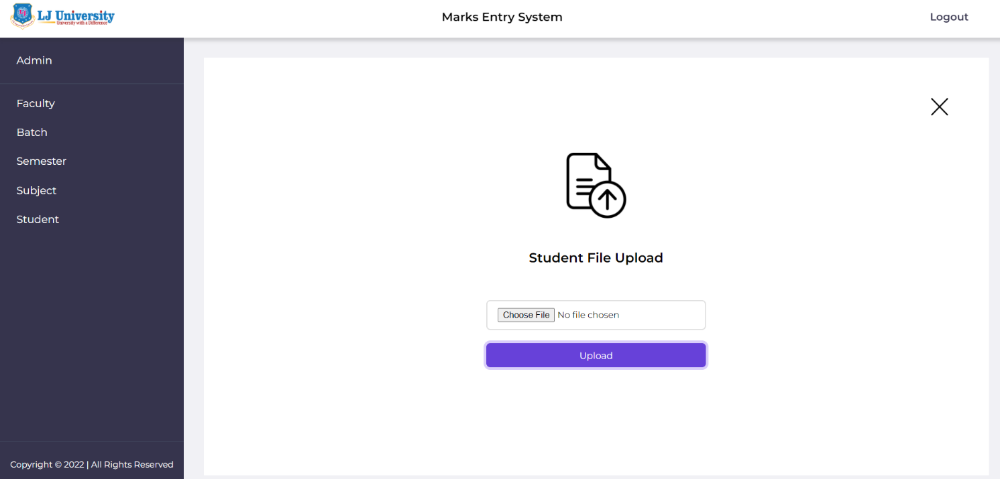 LJ University
University with a Difference
Marks Entry System
Logout
Admin
Faculty
Batch
Semester
Subject
Student
Student File Upload
Choose File No file chosen
Upload
Copyright © 2022 | All Rights Reserved